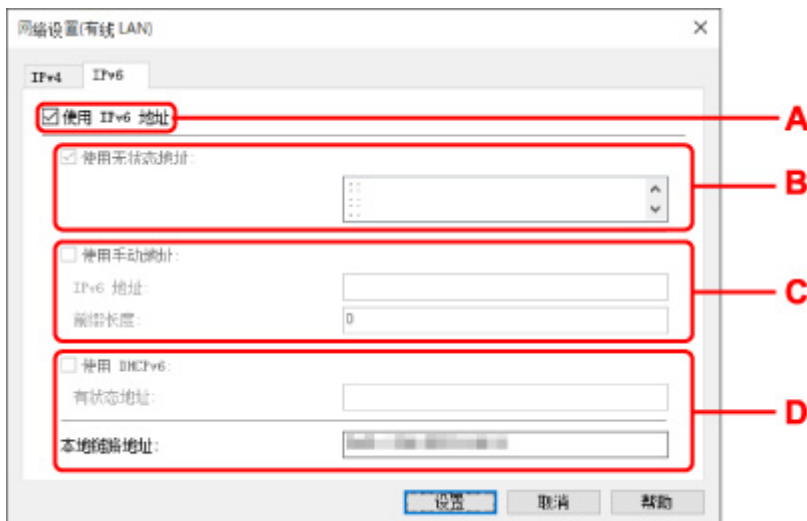 网络设置(有线 LAN)
IPv4 IPv6
使用 IPv6 地址
A
使用无状态地址:
B
::
::
::
使用手动地址:
IPv6 地址:
C
前缀长度: 0
使用 DHCPv6:
有状态地址:
D
本地链路地址:
设置 取消 帮助